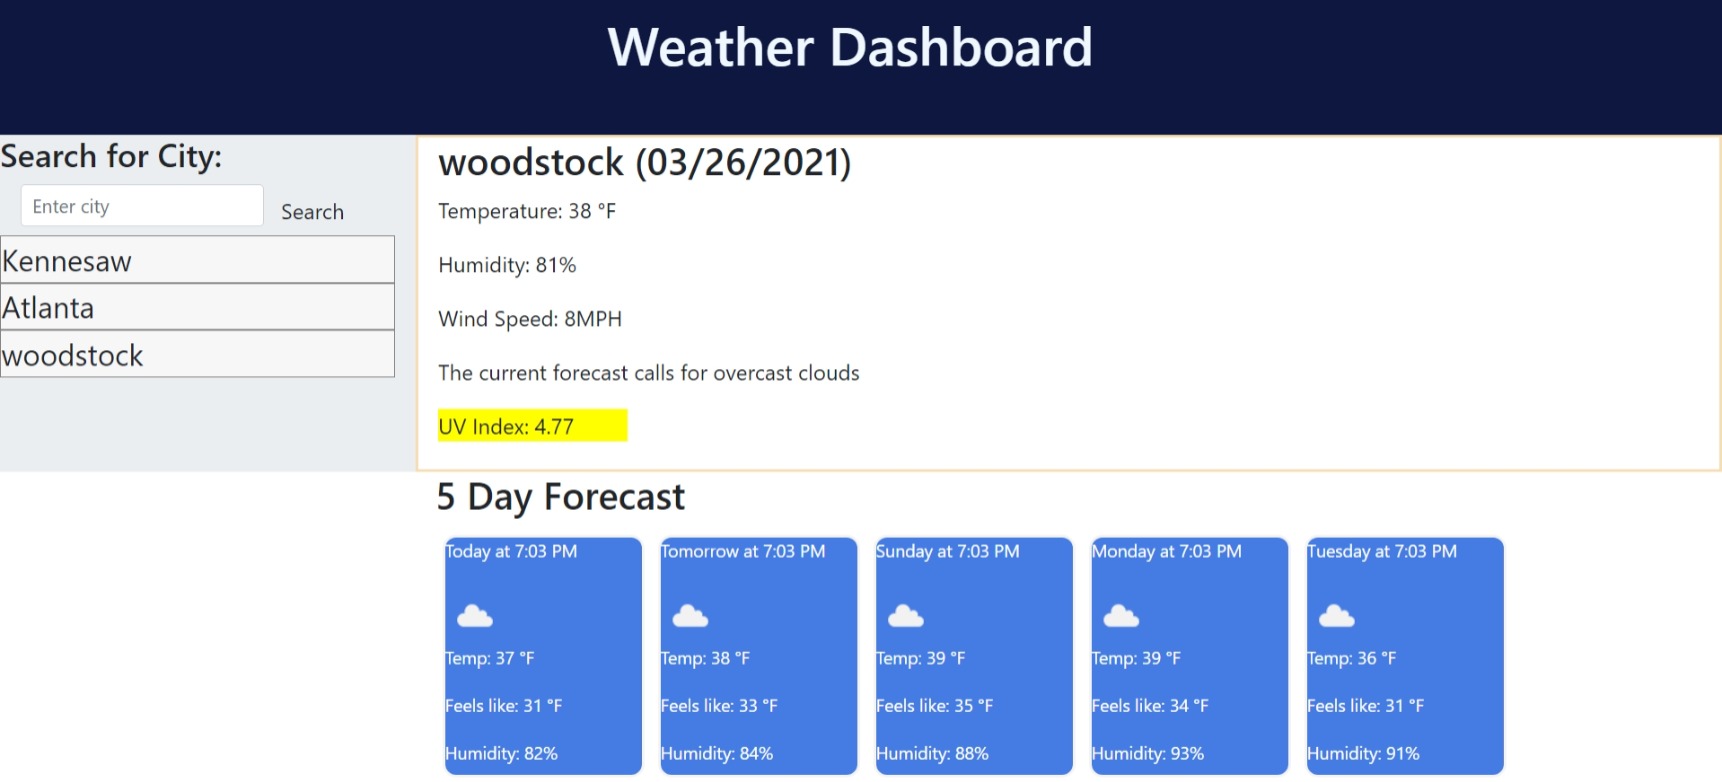 Weather Dashboard
Search for City:
Enter city
Search
Kennesaw
Atlanta
woodstock
woodstock (03/26/2021)
Temperature: 38 °F
Humidity: 81%
Wind Speed: 8MPH
The current forecast calls for overcast clouds
UV Index: 4.77
5 Day Forecast
Today at 7:03 PM
Temp: 37 °F
Feels like: 31 °F
Humidity: 82%
Tomorrow at 7:03 PM
Temp: 38 °F
Feels like: 33 °F
Humidity: 84%
Sunday at 7:03 PM
Temp: 39 °F
Feels like: 35 °F
Humidity: 88%
Monday at 7:03 PM
Temp: 39 °F
Feels like: 34 °F
Humidity: 93%
Tuesday at 7:03 PM
Temp: 36 °F
Feels like: 31 °F
Humidity: 91%